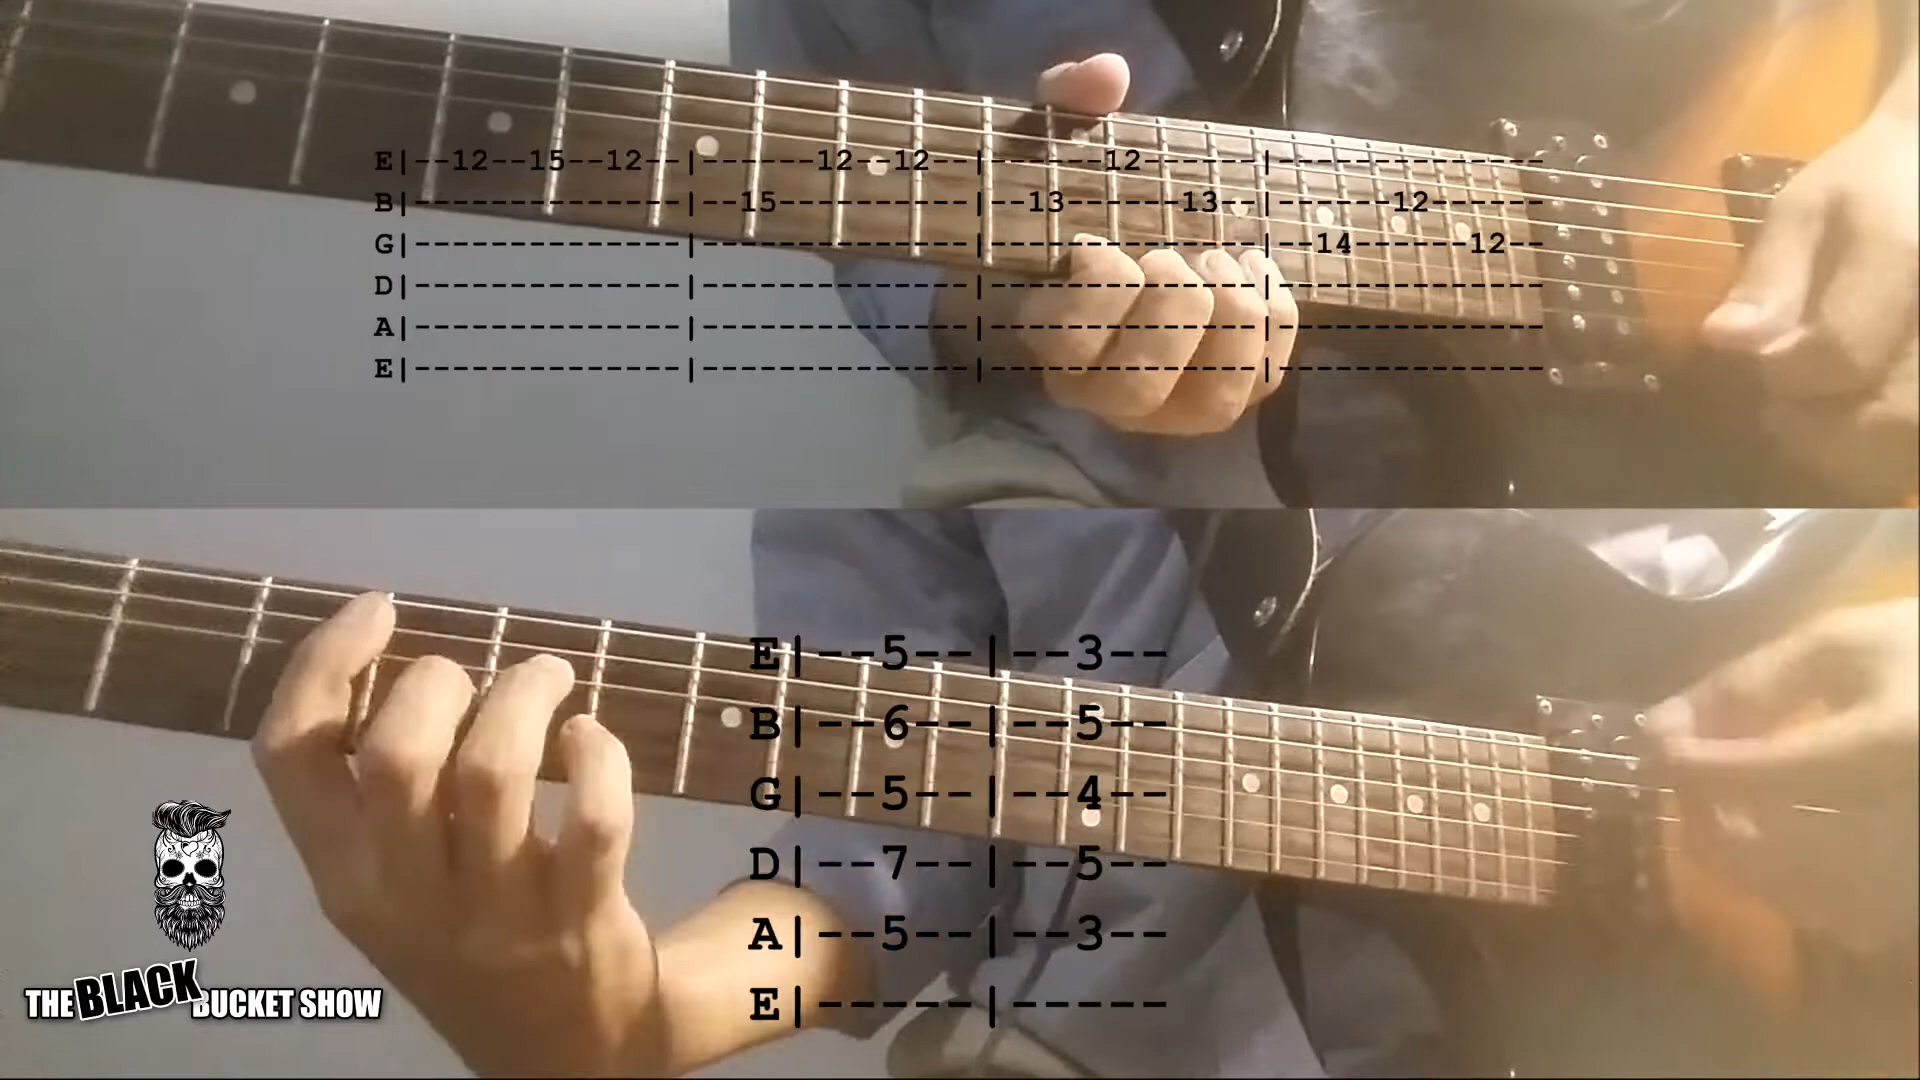 E|--12--15--12--|------12--12--|------12------|--------------
B|--------------|--15----------|--13------13--|------12------
G|--------------|--------------|--------------|--14------12--
D|--------------|--------------|--------------|--------------
A|--------------|--------------|--------------|--------------
E|--------------|--------------|--------------|--------------
E|--5--|--3--
B|--6--|--5--
G|--5--|--4--
D|--7--|--5--
A|--5--|--3--
E|-----|-----
THE BLACK BUCKET SHOW